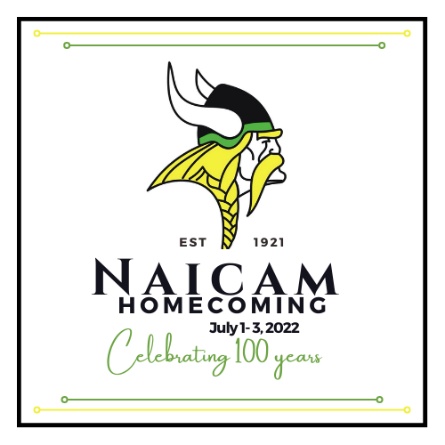 EST 1921
NAICAM
HOMECOMING
July 1- 3, 2022
Celebrating 100 years